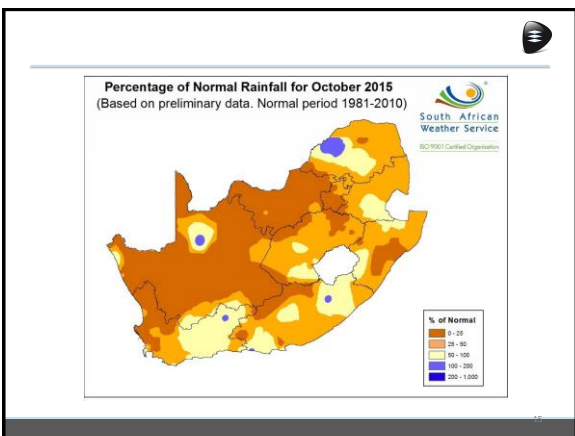 Percentage of Normal Rainfall for October 2015
(Based on preliminary data. Normal period 1981-2010)
South African
Weather Service
ISO 9001 Certified Organisation
% of Normal
0 - 25
25 - 50
50 - 100
100 - 200
200 - 1,000
15